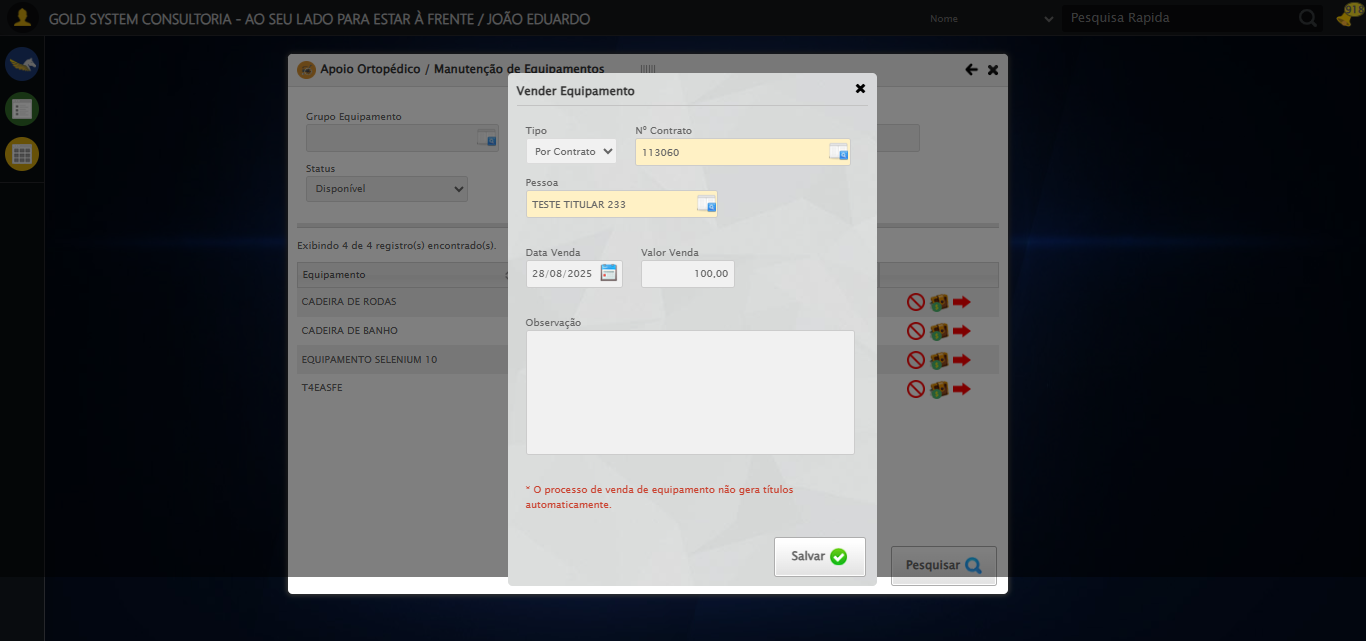 GOLD SYSTEM CONSULTORIA - AO SEU LADO PARA ESTAR À FRENTE / JOÃO EDUARDO
Nome
Pesquisa Rapida
918
Apoio Ortopédico / Manutenção de Equipamentos
Vender Equipamento
Grupo Equipamento
Status
Disponível
Tipo
Nº Contrato
Por Contrato
113060
Pessoa
TESTE TITULAR 233
Data Venda
Valor Venda
28/08/2025
100,00
Observação
Exibindo 4 de 4 registro(s) encontrado(s).
Equipamento
CADEIRA DE RODAS
CADEIRA DE BANHO
EQUIPAMENTO SELENIUM 10
T4EASFE
* O processo de venda de equipamento não gera títulos
automaticamente.
Salvar
Pesquisar